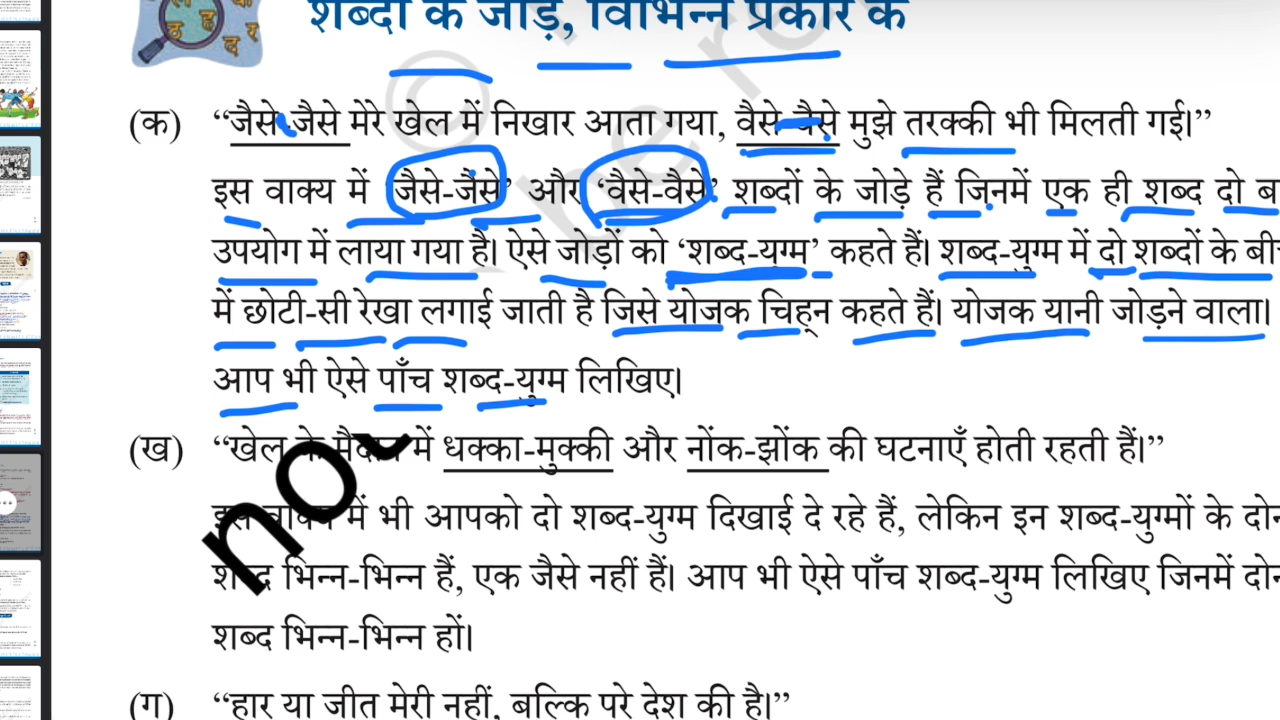 शब्दों के जोड़े, विभिन्न प्रकार के
(क) “जैसे-जैसे मेरे खेल में निखार आता गया, वैसे-वैसे मुझे तरक्की भी मिलती गई।”
इस वाक्य में ‘जैसे-जैसे’ और ‘वैसे-वैसे’ शब्दों के जोड़े हैं जिनमें एक ही शब्द दो
उपयोग में लाया गया है। ऐसे जोड़ों को ‘शब्द-युग्म’ कहते हैं। शब्द-युग्म में दो शब्दों के
में छोटी-सी रेखा लगाई जाती है जिसे योजक चिह्न कहते हैं। योजक यानी जोड़ने वाला।
आप भी ऐसे पाँच शब्द-युग्म लिखिए।
(ख) “खेल के मैदान में धक्का-मुक्की और नोंक-झोंक की घटनाएँ होती रहती हैं।”
इस वाक्य में भी आपको दो शब्द-युग्म दिखाई दे रहे हैं, लेकिन इन शब्द-युग्मों के
शब्द भिन्न-भिन्न हैं, एक जैसे नहीं हैं। आप भी ऐसे पाँच शब्द-युग्म लिखिए जिनमें
शब्द भिन्न-भिन्न हों।
(ग) “हार या जीत मेरी नहीं, बल्कि पूरे देश की है।”